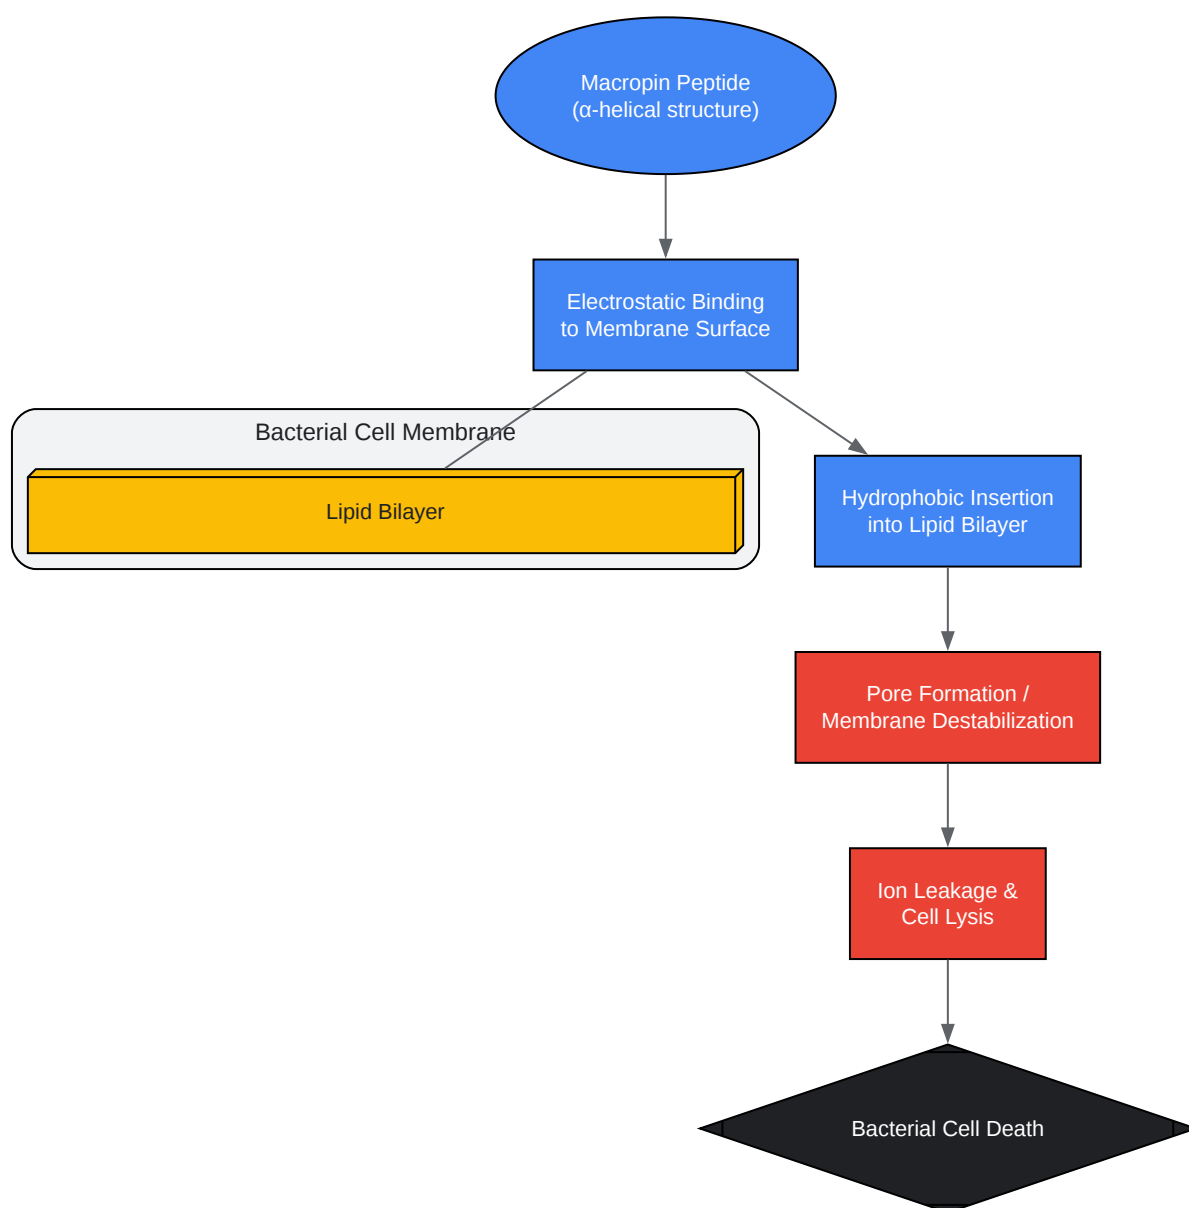 Macropin Peptide
(α-helical structure)
Electrostatic Binding
to Membrane Surface
Bacterial Cell Membrane
Lipid Bilayer
Hydrophobic Insertion
into Lipid Bilayer
Pore Formation /
Membrane Destabilization
Ion Leakage &
Cell Lysis
Bacterial Cell Death